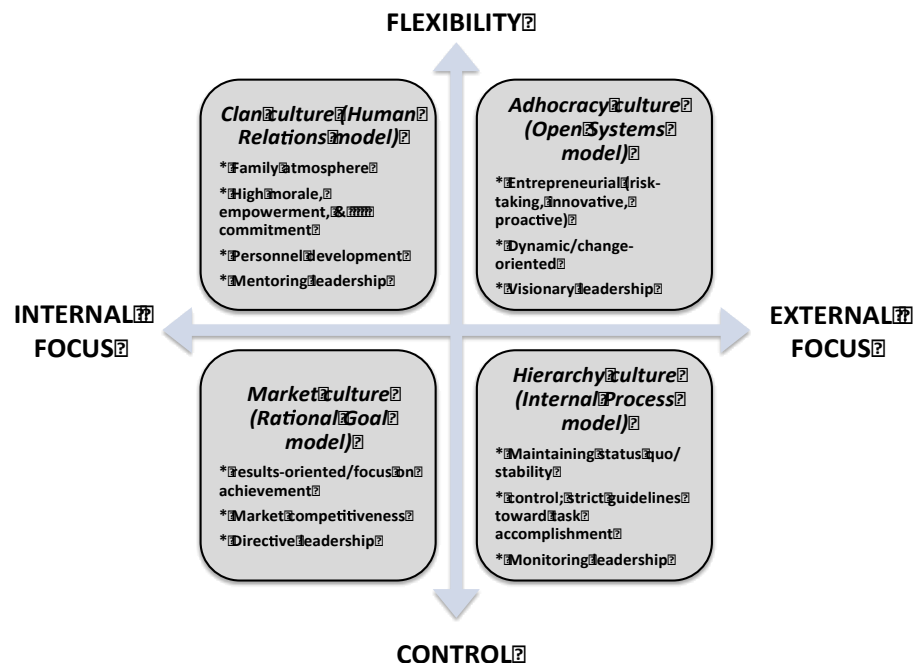 FLEXIBILITY
Clan culture (Human
Relations model)
* Family atmosphere
* High morale,
empowerment, &
commitment
* Personnel development
* Mentoring leadership
Adhocracy culture
(Open Systems
model)
* Entrepreneurial (risk-
taking, innovative,
proactive)
* Dynamic/change-
oriented
* Visionary leadership
INTERNAL
FOCUS
EXTERNAL
FOCUS
Market culture
(Rational Goal
model)
* results-oriented/focus on
achievement
* Market competitiveness
* Directive leadership
Hierarchy culture
(Internal Process
model)
* Maintaining status quo/
stability
* control; strict guidelines
toward task
accomplishment
* Monitoring leadership
CONTROL